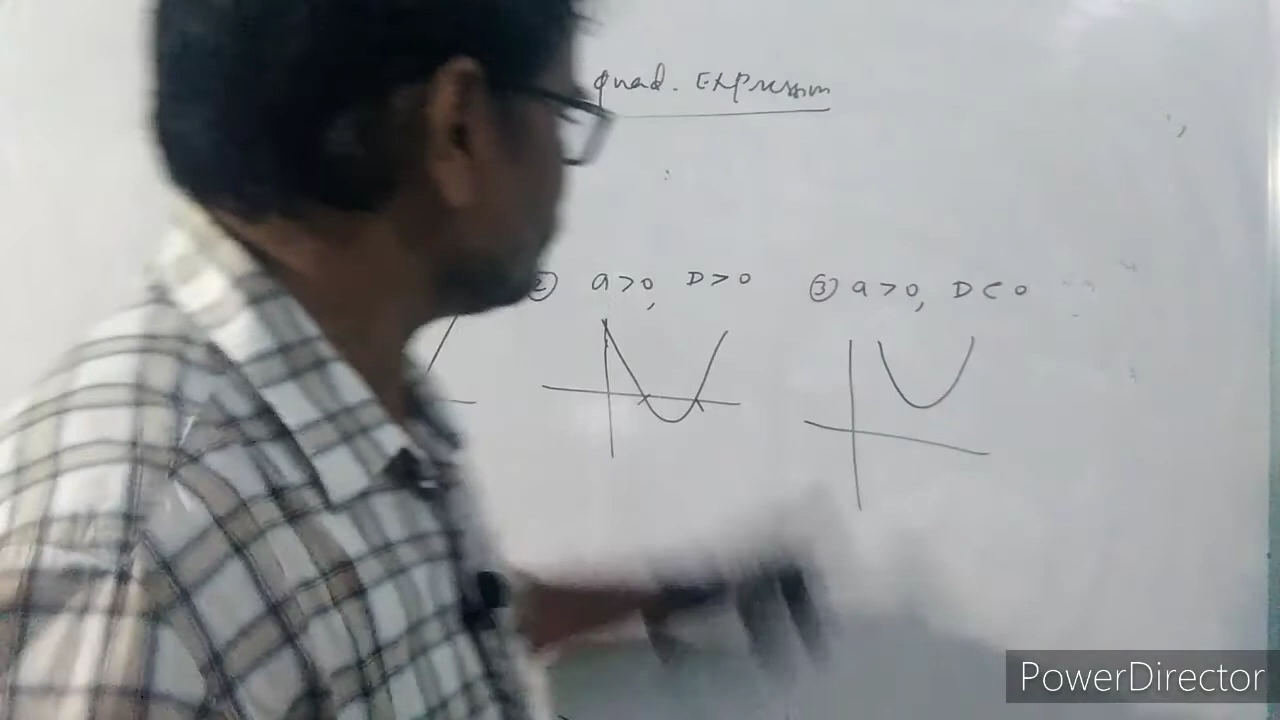 quad. Expression
② a>0, D>0 ③ a>0, D<0
PowerDirector